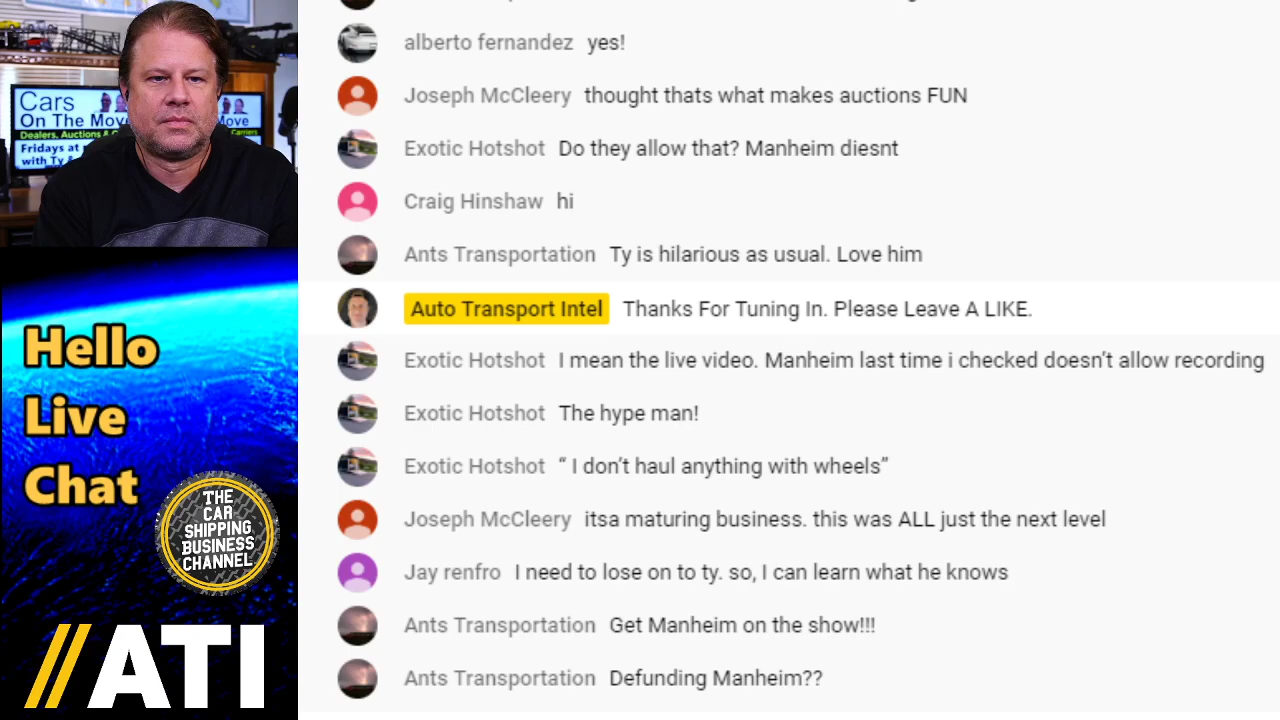 Cars
On The Move
Dealers, Auctions &
Fridays at
with Ty &
Move
Carriers
Hello
Live
Chat
THE
CAR
SHIPPING
BUSINESS
CHANNEL
//ATI
alberto fernandez yes!
Joseph McCleery thought thats what makes auctions FUN
Exotic Hotshot Do they allow that? Manheim diesnt
Craig Hinshaw hi
Ants Transportation Ty is hilarious as usual. Love him
Auto Transport Intel Thanks For Tuning In. Please Leave A LIKE.
Exotic Hotshot I mean the live video. Manheim last time i checked doesn't allow recording
Exotic Hotshot The hype man!
Exotic Hotshot “ I don't haul anything with wheels”
Joseph McCleery itsa maturing business. this was ALL just the next level
Jay renfro I need to lose on to ty. so, I can learn what he knows
Ants Transportation Get Manheim on the show!!!
Ants Transportation Defunding Manheim??